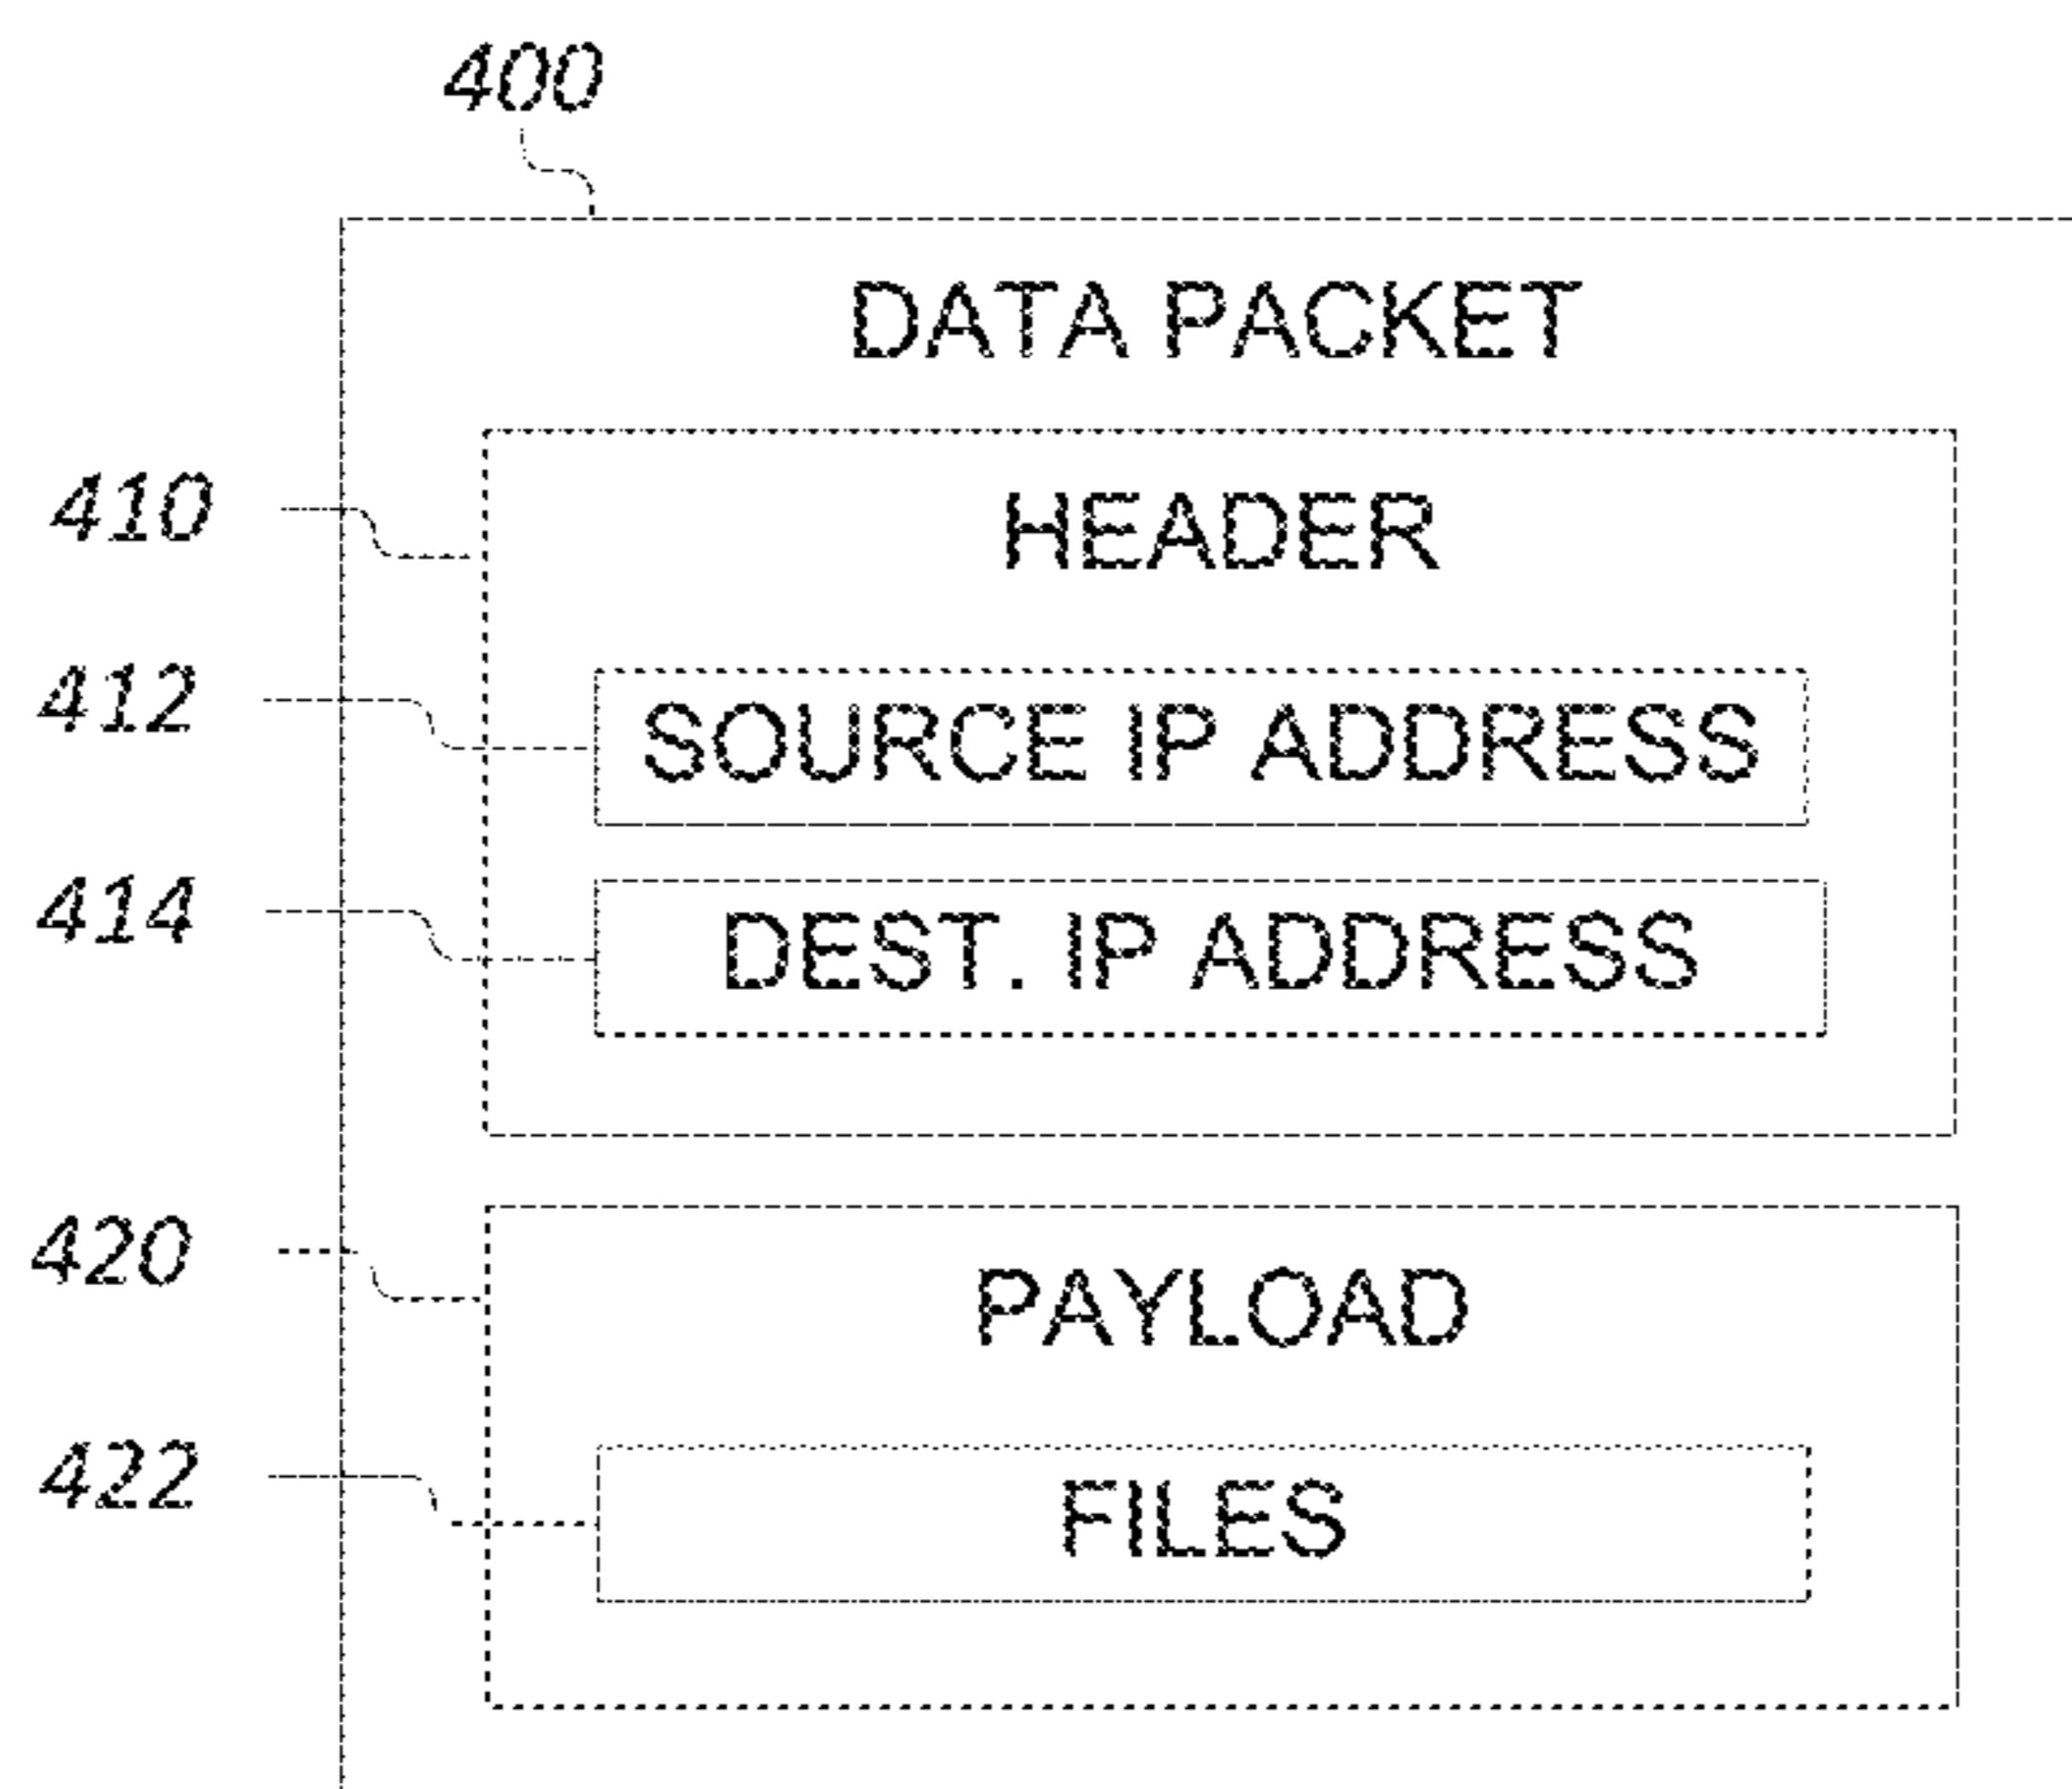 400
DATA PACKET
410
HEADER
412
SOURCE IP ADDRESS
414
DEST. IP ADDRESS
420
PAYLOAD
422
FILES